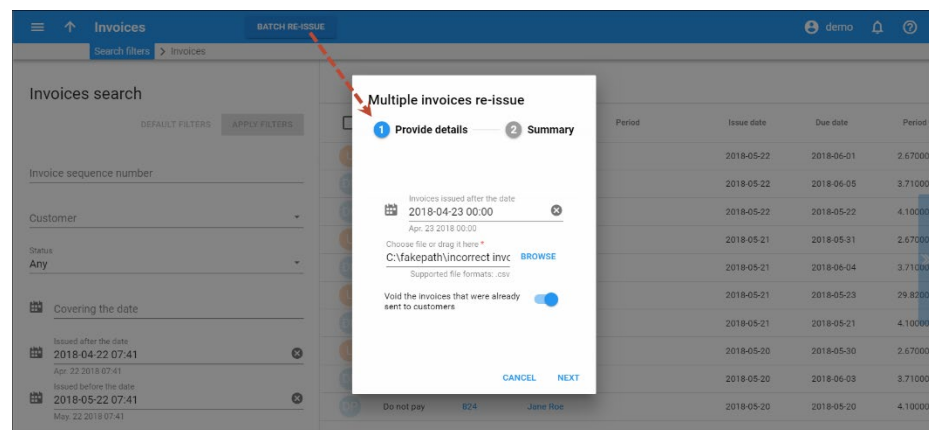 Invoices
BATCH RE-ISSUE
demo
Search filters > Invoices
Invoices search
DEFAULT FILTERS
APPLY FILTERS
Invoice sequence number
Customer
Status
Any
Covering the date
Issued after the date
2018-04-22 07:41
Apr. 22 2018 07:41
Issued before the date
2018-05-22 07:41
May. 22 2018 07:41
Multiple invoices re-issue
1 Provide details
2 Summary
Invoices issued after the date
2018-04-23 00:00
Apr. 23 2018 00:00
Choose file or drag it here *
C:\fakepath\incorrect invc
BROWSE
Supported file formats: .csv
Void the invoices that were already
sent to customers
CANCEL
NEXT
Period Issue date Due date Period
2018-05-22 2018-06-01 2.67000
2018-05-22 2018-06-05 3.71000
2018-05-22 2018-05-22 4.10000
2018-05-21 2018-05-31 2.67000
2018-05-21 2018-06-04 3.71000
2018-05-21 2018-05-23 29.8200
2018-05-21 2018-05-21 4.10000
2018-05-20 2018-05-30 2.67000
2018-05-20 2018-06-03 3.71000
Do not pay 824 Jane Roe 2018-05-20 2018-05-20 4.10000